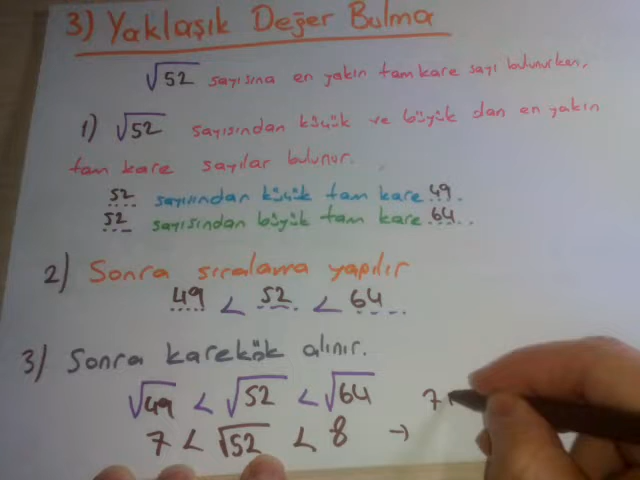 3) Yaklaşık Değer Bulma
√52 sayısına en yakın tam kare sayı bulunurken,
1) √52 sayısından küçük ve büyük dan en yakın
tam kare sayılar bulunur.
52 sayısından küçük tam kare 49.
52 sayısından büyük tam kare 64..
2) Sonra sıralama yapılır
49 < 52 < 64
3) Sonra karekök alınır.
√49 < √52 < √64
7 < √52 < 8 → 7